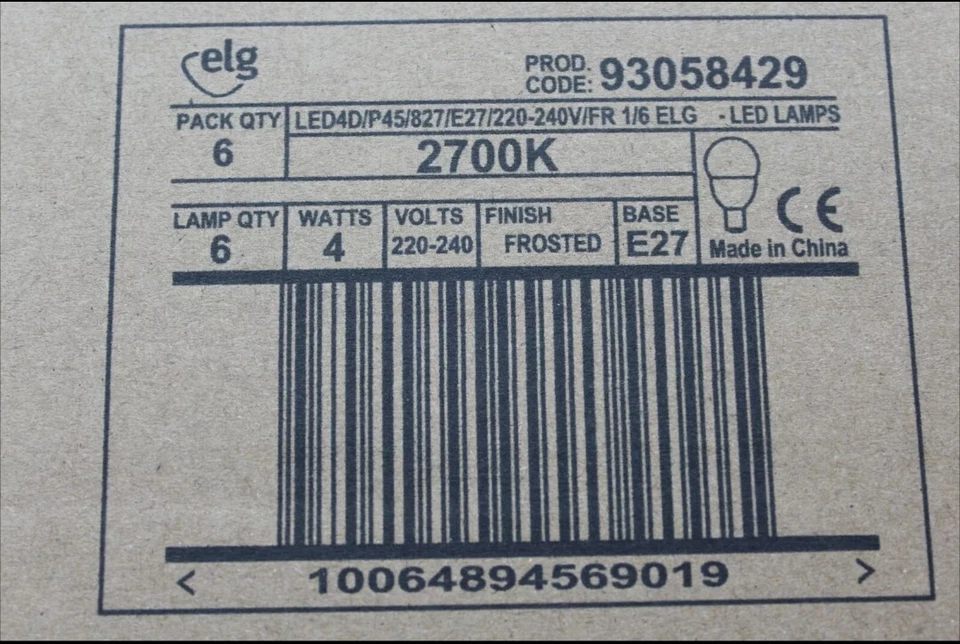 elg
PROD. CODE: 93058429
PACK QTY
6
LED4D/P45/827/E27/220-240V/FR 1/6 ELG - LED LAMPS
2700K
LAMP QTY
6
WATTS
4
VOLTS
220-240
FINISH
FROSTED
BASE
E27
CE
Made in China
< 10064894569019 >